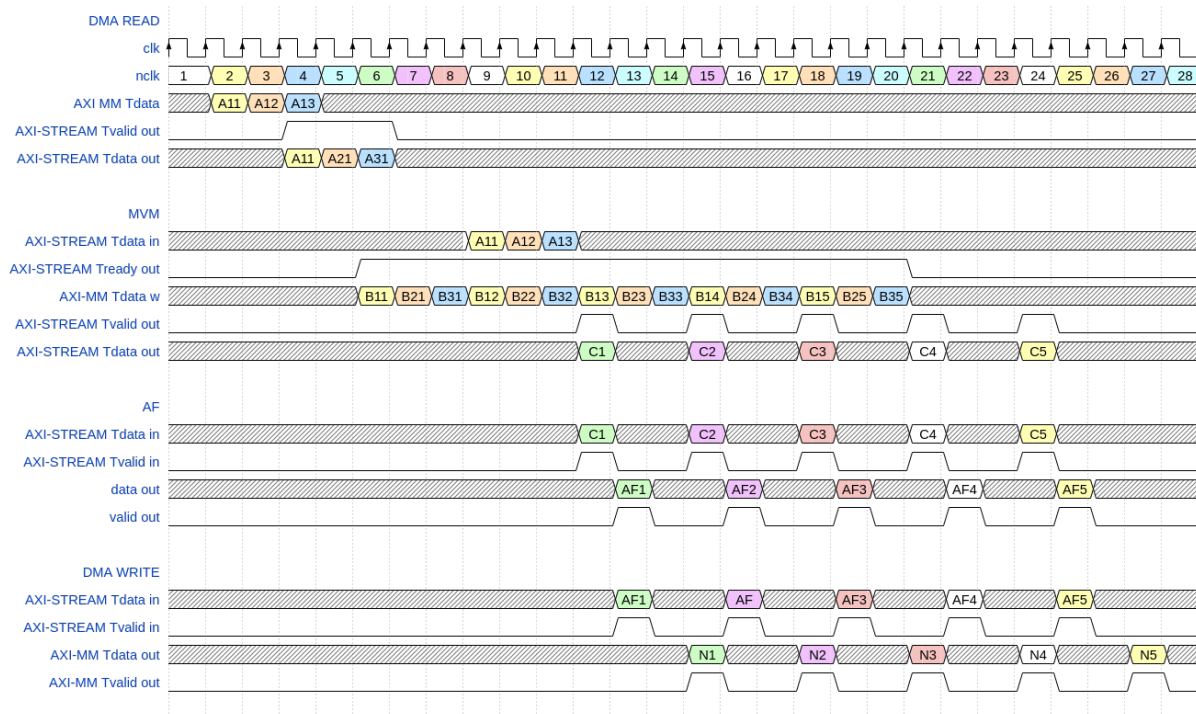 DMA READ
clk
nclk 1 2 3 4 5 6 7 8 9 10 11 12 13 14 15 16 17 18 19 20 21 22 23 24 25 26 27 28
AXI MM Tdata A11 A12 A13
AXI-STREAM Tvalid out
AXI-STREAM Tdata out A11 A21 A31
MVM
AXI-STREAM Tdata in A11 A12 A13
AXI-STREAM Tready out
AXI-MM Tdata w B11 B21 B31 B12 B22 B32 B13 B23 B33 B14 B24 B34 B15 B25 B35
AXI-STREAM Tvalid out
AXI-STREAM Tdata out C1 C2 C3 C4 C5
AF
AXI-STREAM Tdata in C1 C2 C3 C4 C5
AXI-STREAM Tvalid in
data out AF1 AF2 AF3 AF4 AF5
valid out
DMA WRITE
AXI-STREAM Tdata in AF1 AF AF3 AF4 AF5
AXI-STREAM Tvalid in
AXI-MM Tdata out N1 N2 N3 N4 N5
AXI-MM Tvalid out